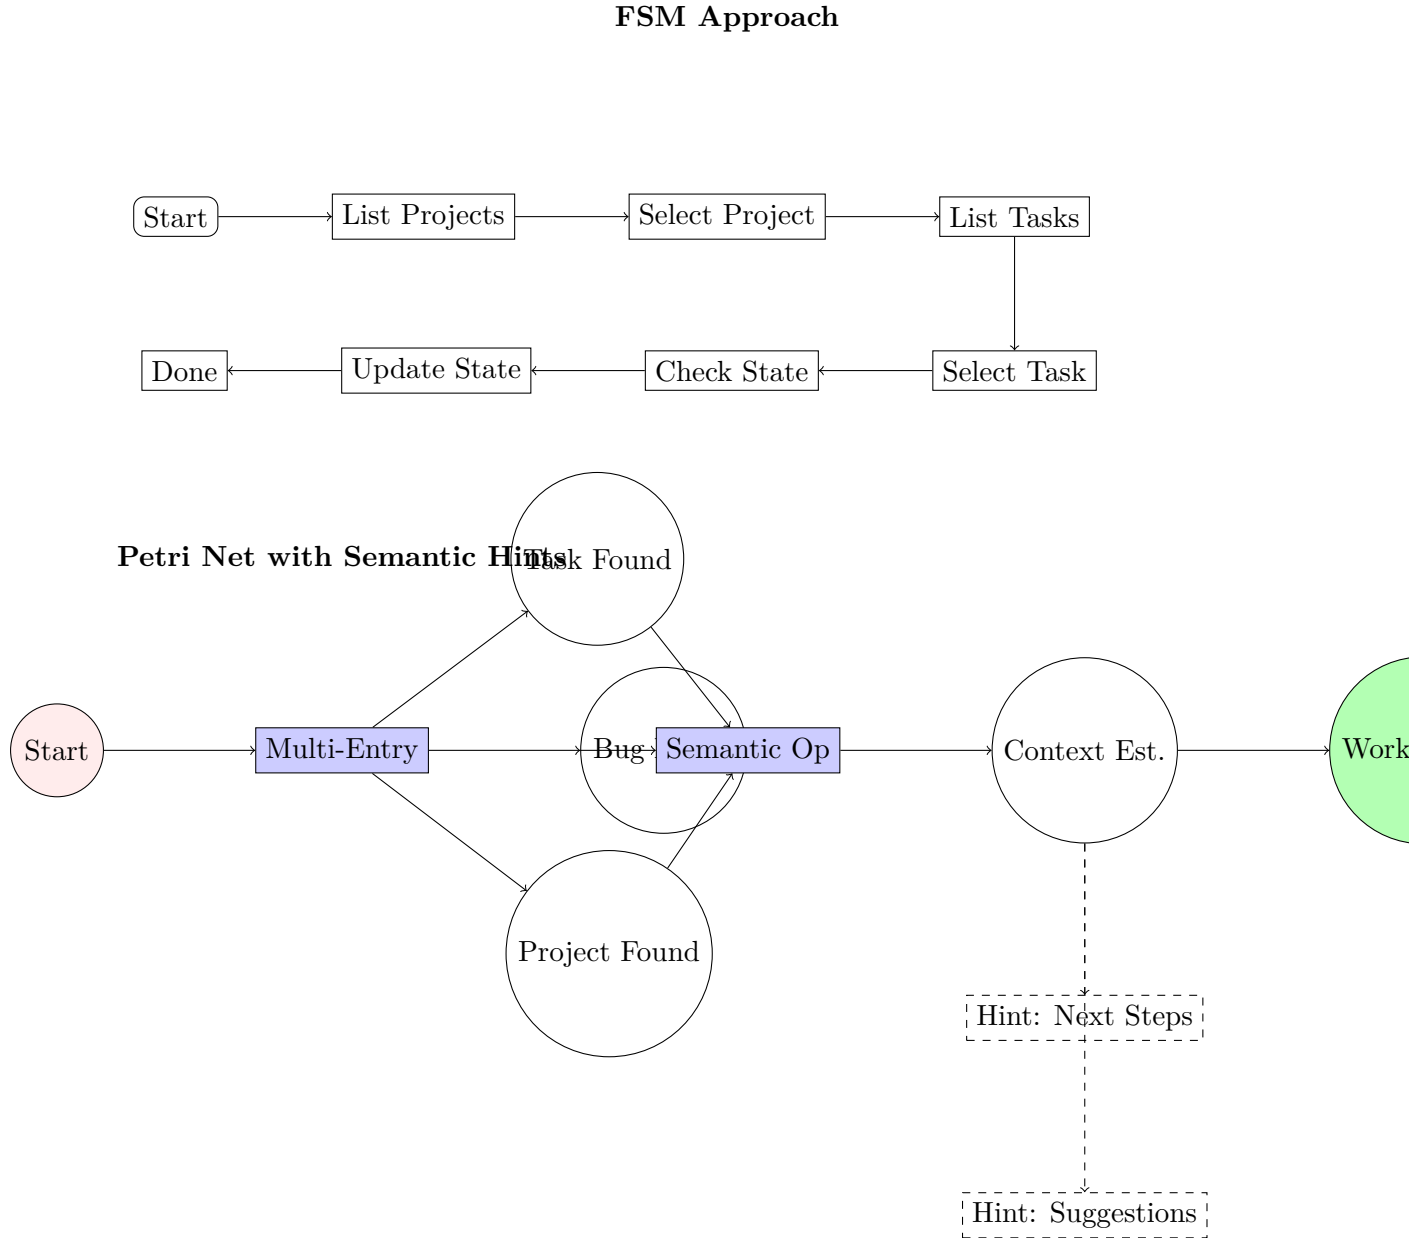 FSM Approach
Start
List Projects
Select Project
List Tasks
Done
Update State
Check State
Select Task
Petri Net with Semantic Hints
Task Found
Start
Multi-Entry
Bug
Semantic Op
Context Est.
Work
Project Found
Hint: Next Steps
Hint: Suggestions